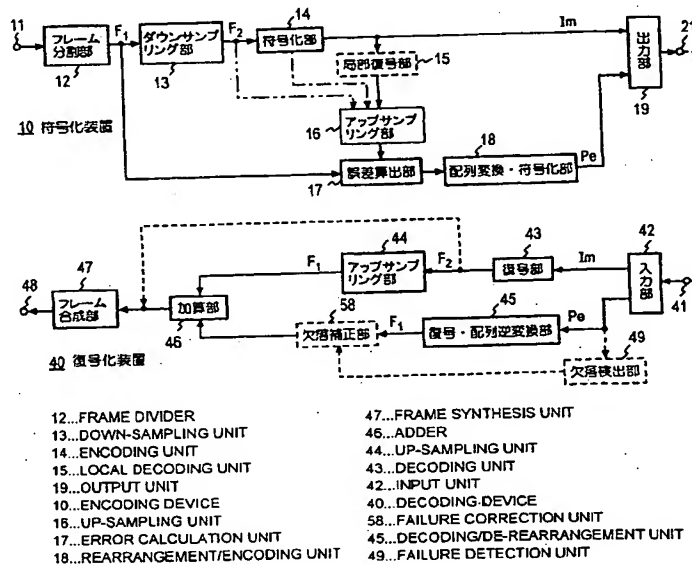 11
フレーム
分割部
12
F₁
ダウンサンプ
リング部
13
F₂
14
符号化部
Im
局部復号部
15
出
力
部
19
21
10 符号化装置
16
アップサンプ
リング部
17
誤差算出部
18
配列変換・符号化部
Pe
48
47
フレーム
合成部
加算部
46
F₁
44
アップサンプ
リング部
F₂
43
復号部
Im
42
入
力
部
41
58
欠落補正部
F₁
45
復号・配列逆変換部
Pe
49
欠落検出部
40 復号化装置
12...FRAME DIVIDER
13...DOWN-SAMPLING UNIT
14...ENCODING UNIT
15...LOCAL DECODING UNIT
19...OUTPUT UNIT
10...ENCODING DEVICE
16...UP-SAMPLING UNIT
17...ERROR CALCULATION UNIT
18...REARRANGEMENT/ENCODING UNIT
47...FRAME SYNTHESIS UNIT
46...ADDER
44...UP-SAMPLING UNIT
43...DECODING UNIT
42...INPUT UNIT
40...DECODING DEVICE
58...FAILURE CORRECTION UNIT
45...DECODING/DE-REARRANGEMENT UNIT
49...FAILURE DETECTION UNIT